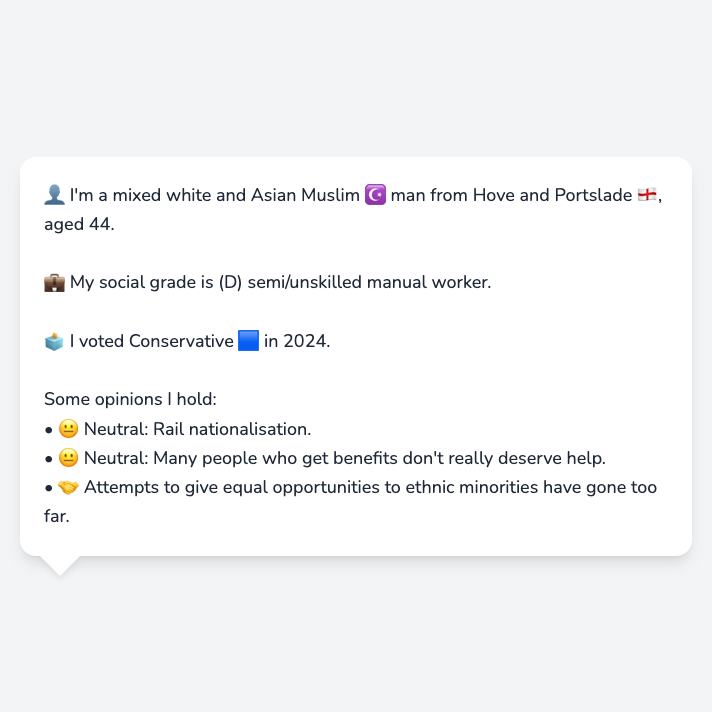 👤 I'm a mixed white and Asian Muslim ☪️ man from Hove and Portslade 🏴󠁧󠁢󠁥󠁮󠁧󠁿,
aged 44.
💼 My social grade is (D) semi/unskilled manual worker.
🗳️ I voted Conservative 🟦 in 2024.
Some opinions I hold:
• 😐 Neutral: Rail nationalisation.
• 😐 Neutral: Many people who get benefits don't really deserve help.
• 🤝 Attempts to give equal opportunities to ethnic minorities have gone too
far.